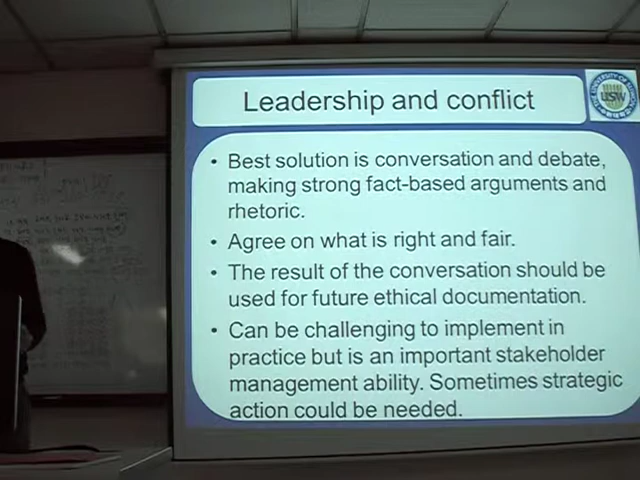 Leadership and conflict
USW
• Best solution is conversation and debate,
making strong fact-based arguments and
rhetoric.
• Agree on what is right and fair.
• The result of the conversation should be
used for future ethical documentation.
• Can be challenging to implement in
practice but is an important stakeholder
management ability. Sometimes strategic
action could be needed.